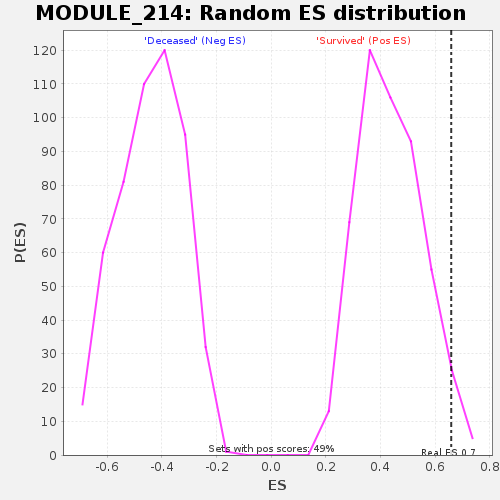 MODULE_214: Random ES distribution
'Deceased' (Neg ES) 'Survived' (Pos ES)
120
110
100
90
80
70
60
50
40
30
20
10
0
P(ES)
Sets with pos scores: 49%
Real ES 0.7
-0.6 -0.4 -0.2 0.0 0.2 0.4 0.6 0.8
ES